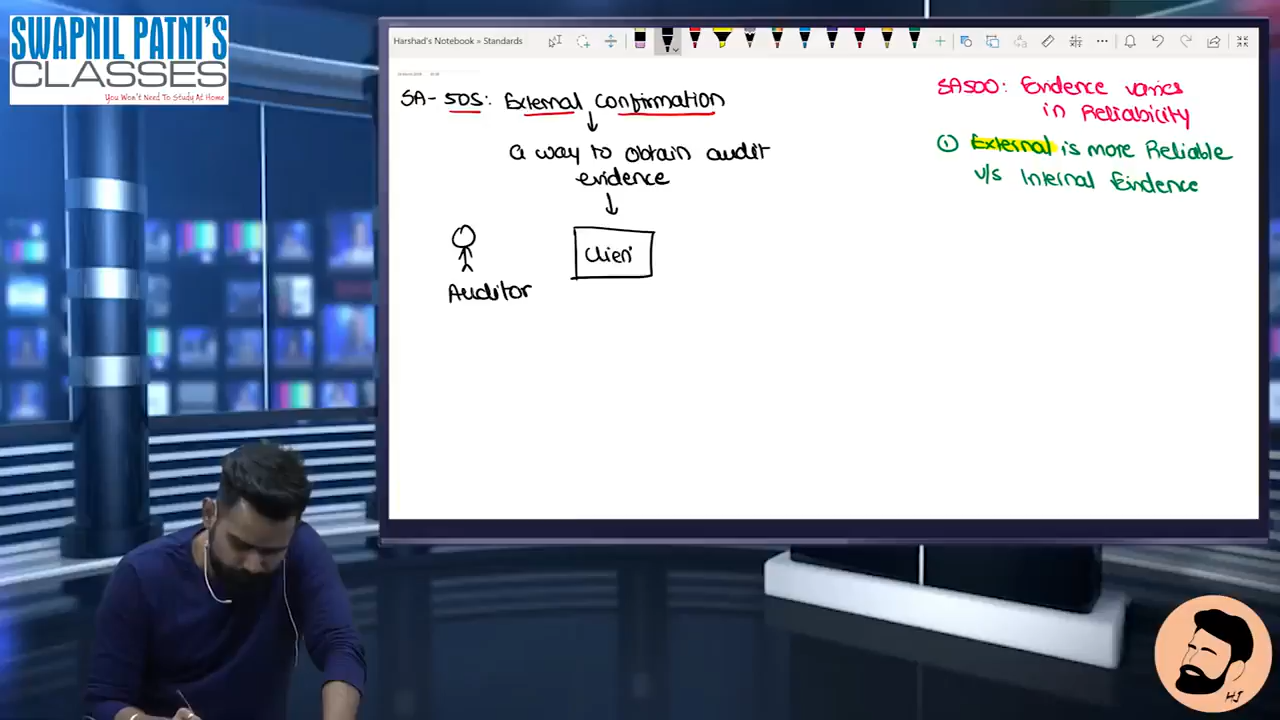 SWAPNIL PATNI'S
CLASSES
You Won't Need To Study At Home
Harshad's Notebook » Standards
SA- 505: External confirmation
a way to obtain audit
evidence
Client
Auditor
SA500: Evidence varies
in Reliability
① External is more Reliable
v/s Internal Evidence
HJ